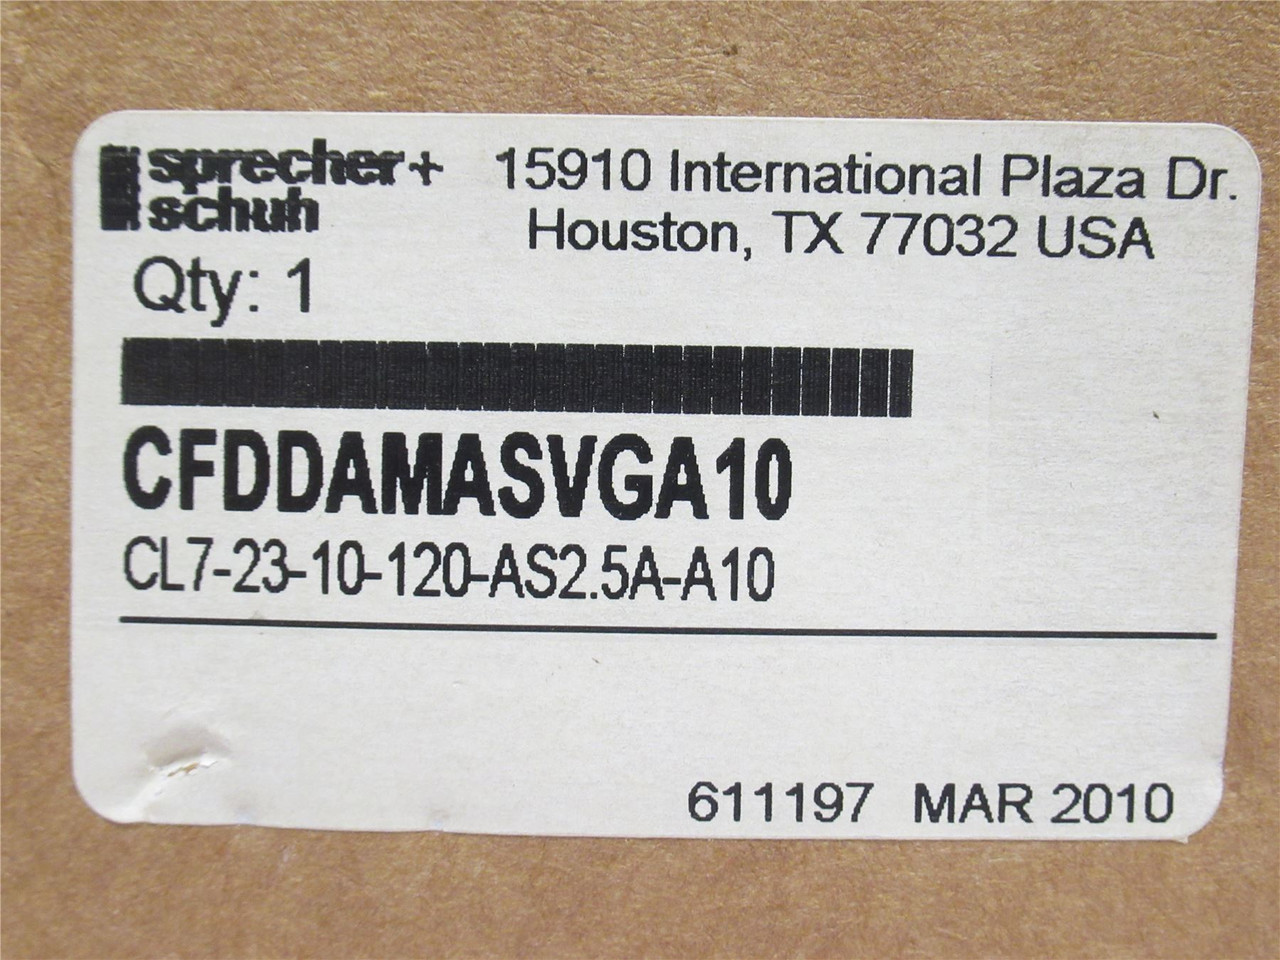 sprecher+ schuh
15910 International Plaza Dr.
Houston, TX 77032 USA
Qty: 1
CFDDAMASVGA10
CL7-23-10-120-AS2.5A-A10
611197 MAR 2010